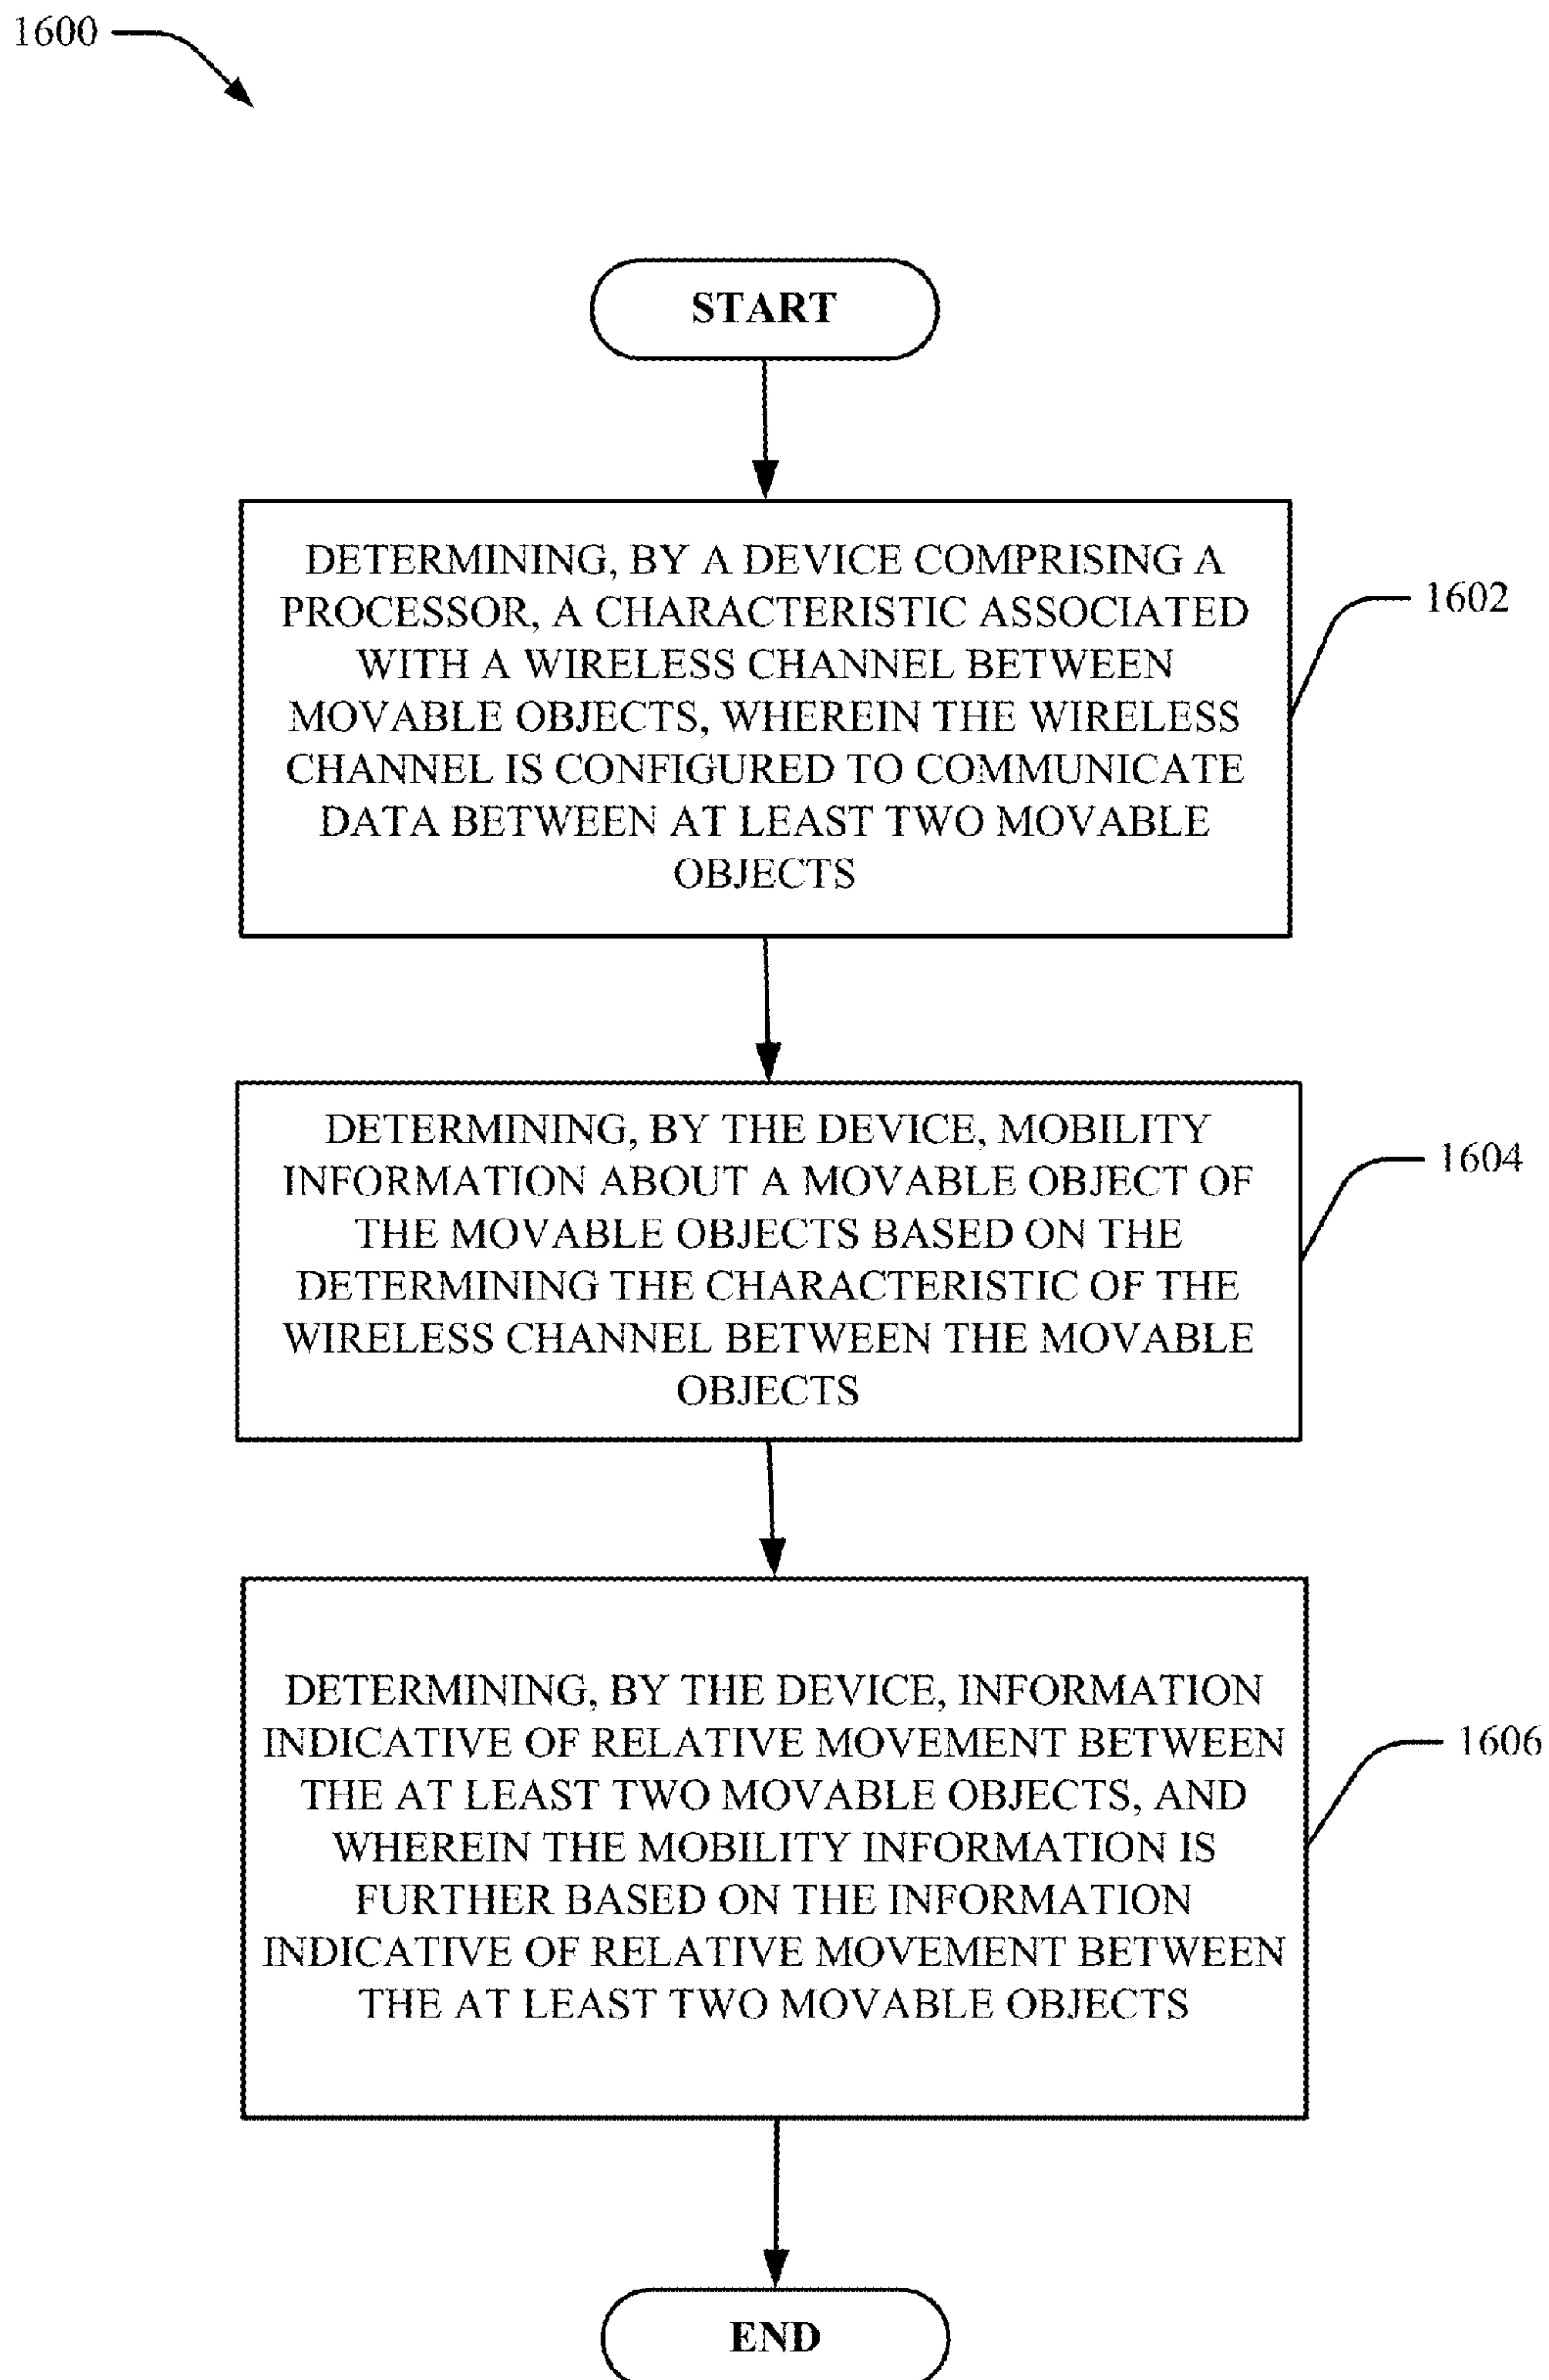 1600
START
DETERMINING, BY A DEVICE COMPRISING A
PROCESSOR, A CHARACTERISTIC ASSOCIATED
WITH A WIRELESS CHANNEL BETWEEN
MOVABLE OBJECTS, WHEREIN THE WIRELESS
CHANNEL IS CONFIGURED TO COMMUNICATE
DATA BETWEEN AT LEAST TWO MOVABLE
OBJECTS
1602
DETERMINING, BY THE DEVICE, MOBILITY
INFORMATION ABOUT A MOVABLE OBJECT OF
THE MOVABLE OBJECTS BASED ON THE
DETERMINING THE CHARACTERISTIC OF THE
WIRELESS CHANNEL BETWEEN THE MOVABLE
OBJECTS
1604
DETERMINING, BY THE DEVICE, INFORMATION
INDICATIVE OF RELATIVE MOVEMENT BETWEEN
THE AT LEAST TWO MOVABLE OBJECTS, AND
WHEREIN THE MOBILITY INFORMATION IS
FURTHER BASED ON THE INFORMATION
INDICATIVE OF RELATIVE MOVEMENT BETWEEN
THE AT LEAST TWO MOVABLE OBJECTS
1606
END